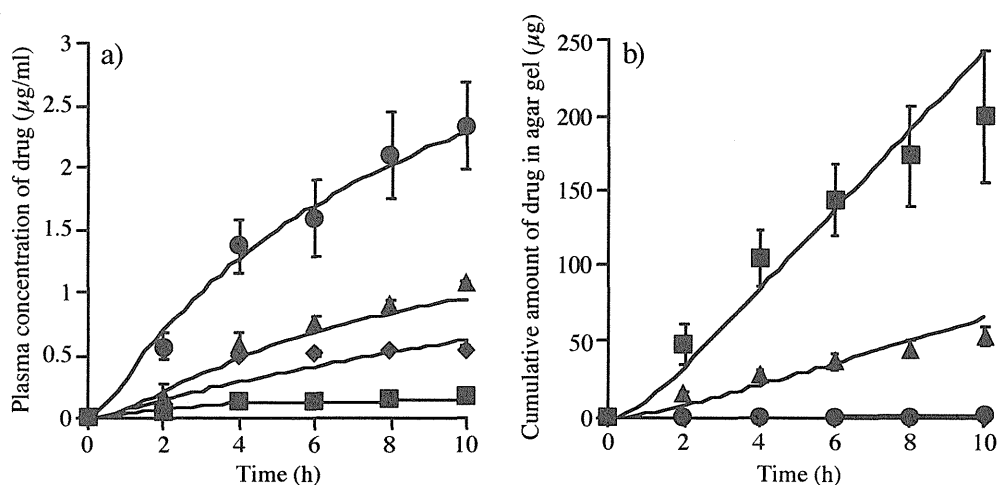 a)
Plasma concentration of drug (μg/ml)
3
2.5
2
1.5
1
0.5
0
0 2 4 6 8 10
Time (h)
b)
Cumulative amount of drug in agar gel (μg)
250
200
150
100
50
0
0 2 4 6 8 10
Time (h)